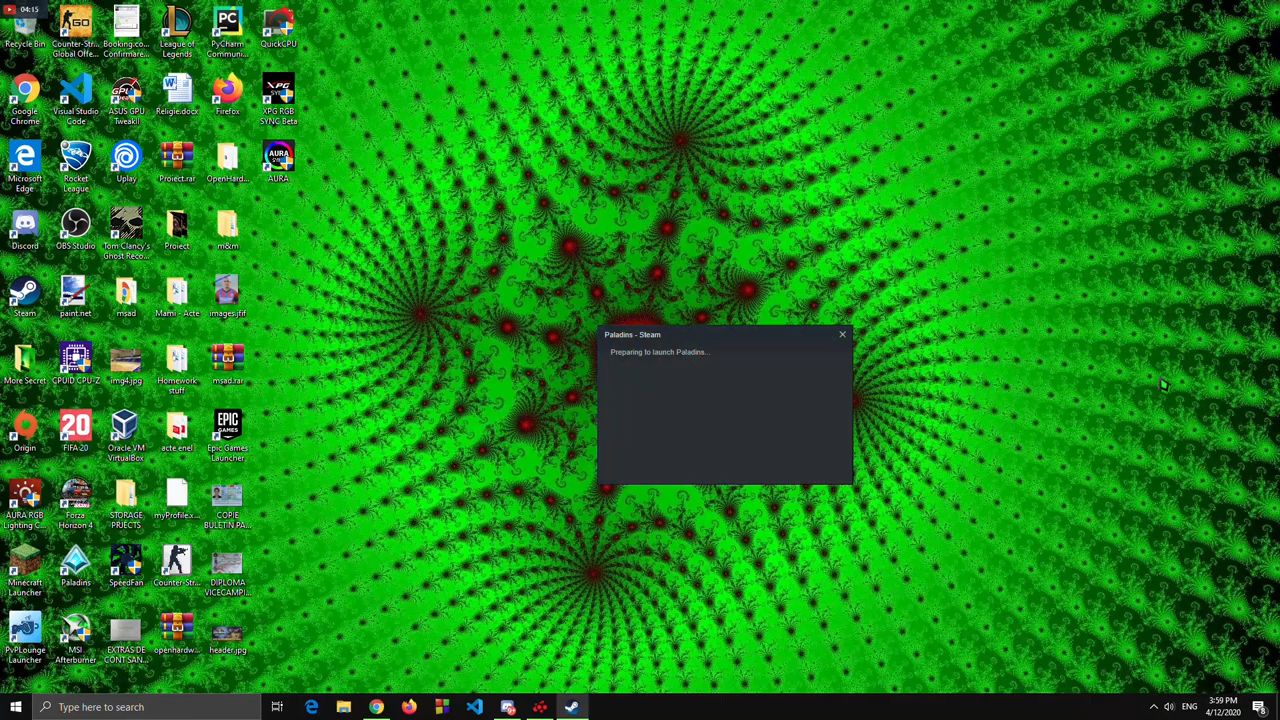 04:15
Recycle Bin
Counter-Str...
Global Offe...
Booking.co...
Confirmare...
League of
Legends
PyCharm
Communi...
QuickCPU
Google
Chrome
Visual Studio
Code
ASUS GPU
TweakII
Religie.docx
Firefox
XPG RGB
SYNC Beta
Microsoft
Edge
Rocket
League
Uplay
Proiect.rar
OpenHard...
AURA
Discord
OBS Studio
Tom Clancy's
Ghost Reco...
Proiect
m&m
Steam
paint.net
msad
Mami - Acte
images.jfif
More Secret
CPUID CPU-Z
img4.jpg
Homework
stuff
msad.rar
Origin
FIFA 20
Oracle VM
VirtualBox
acte enel
Epic Games
Launcher
AURA RGB
Lighting C...
Forza
Horizon 4
STORAGE
PRJECTS
myProfile.x...
COPIE
BULETIN PA...
Minecraft
Launcher
Paladins
SpeedFan
Counter-Str...
DIPLOMA
VICECAMPI...
PvPLounge
Launcher
MSI
Afterburner
EXTRAS DE
CONT SAN...
openhardw...
header.jpg
Paladins - Steam
Preparing to launch Paladins...
Type here to search
ENG
3:59 PM
4/12/2020